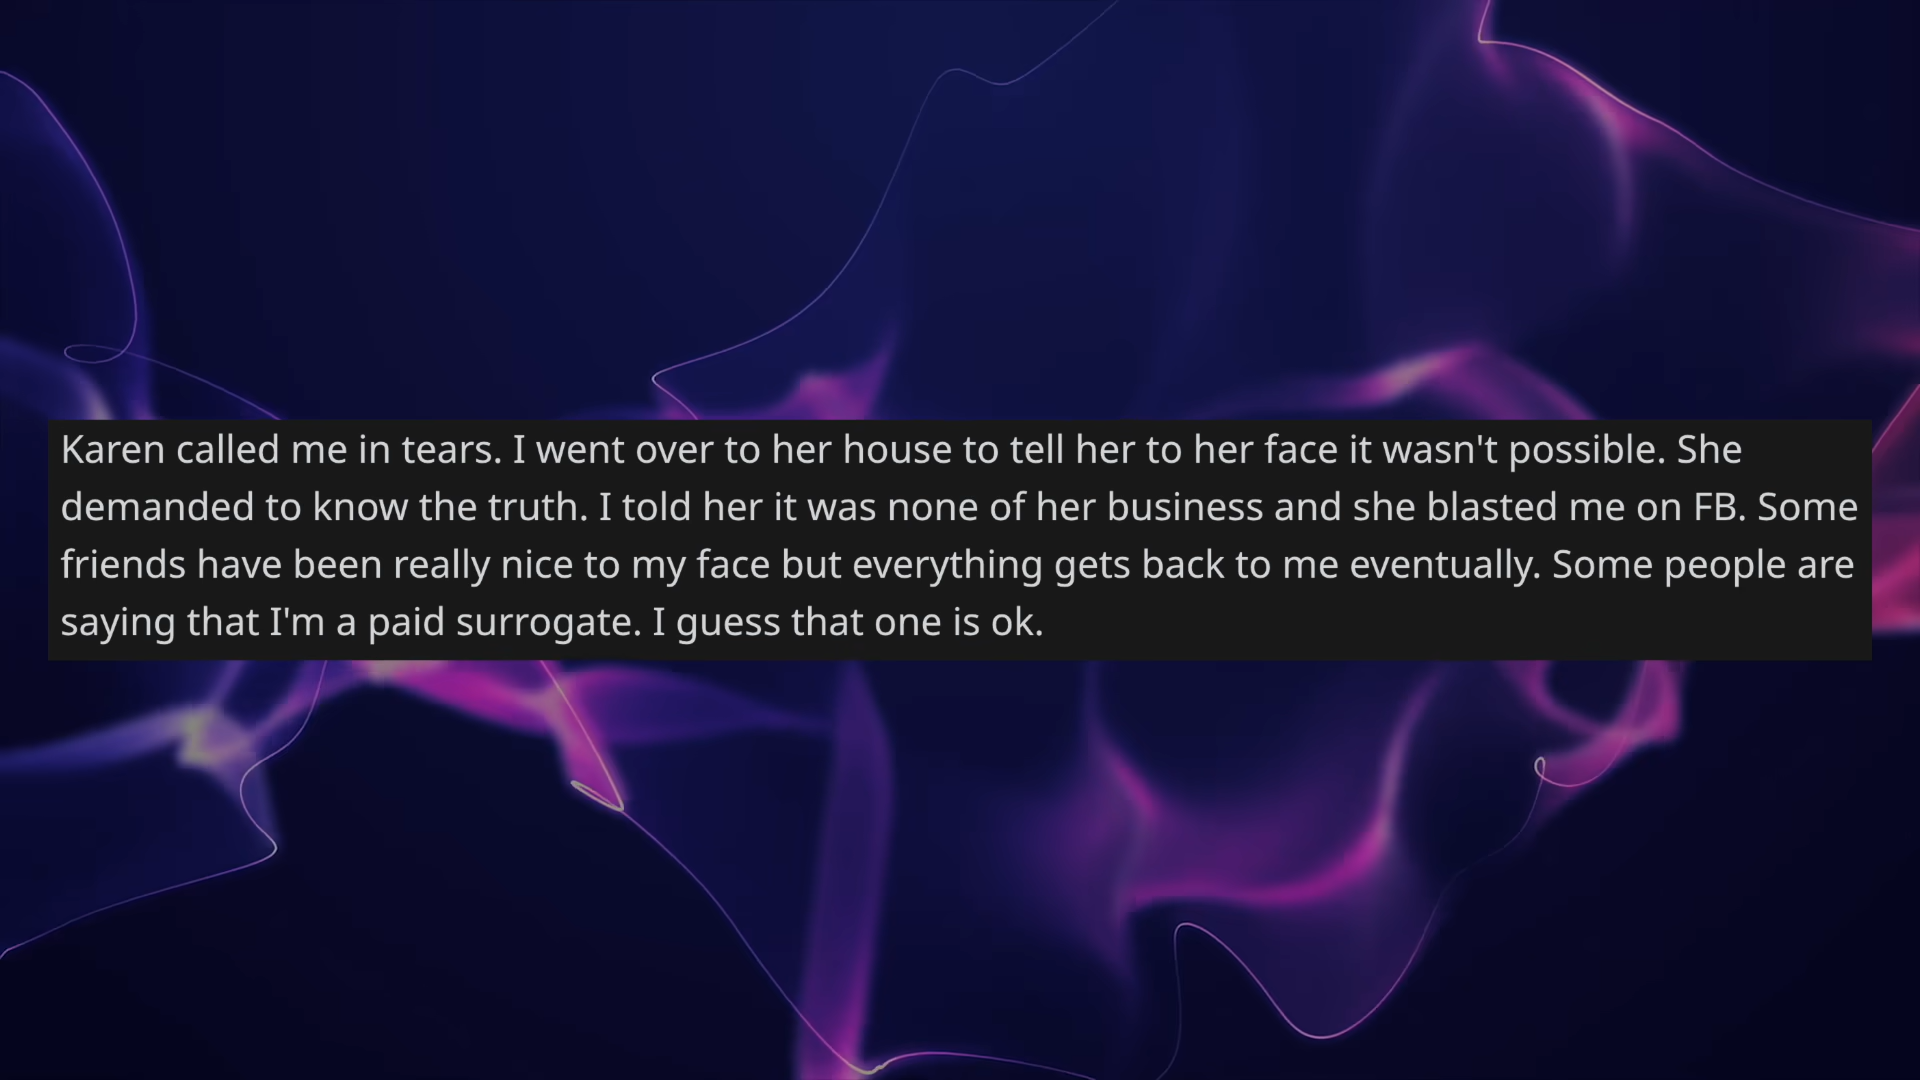 Karen called me in tears. I went over to her house to tell her to her face it wasn't possible. She
demanded to know the truth. I told her it was none of her business and she blasted me on FB. Some
friends have been really nice to my face but everything gets back to me eventually. Some people are
saying that I'm a paid surrogate. I guess that one is ok.